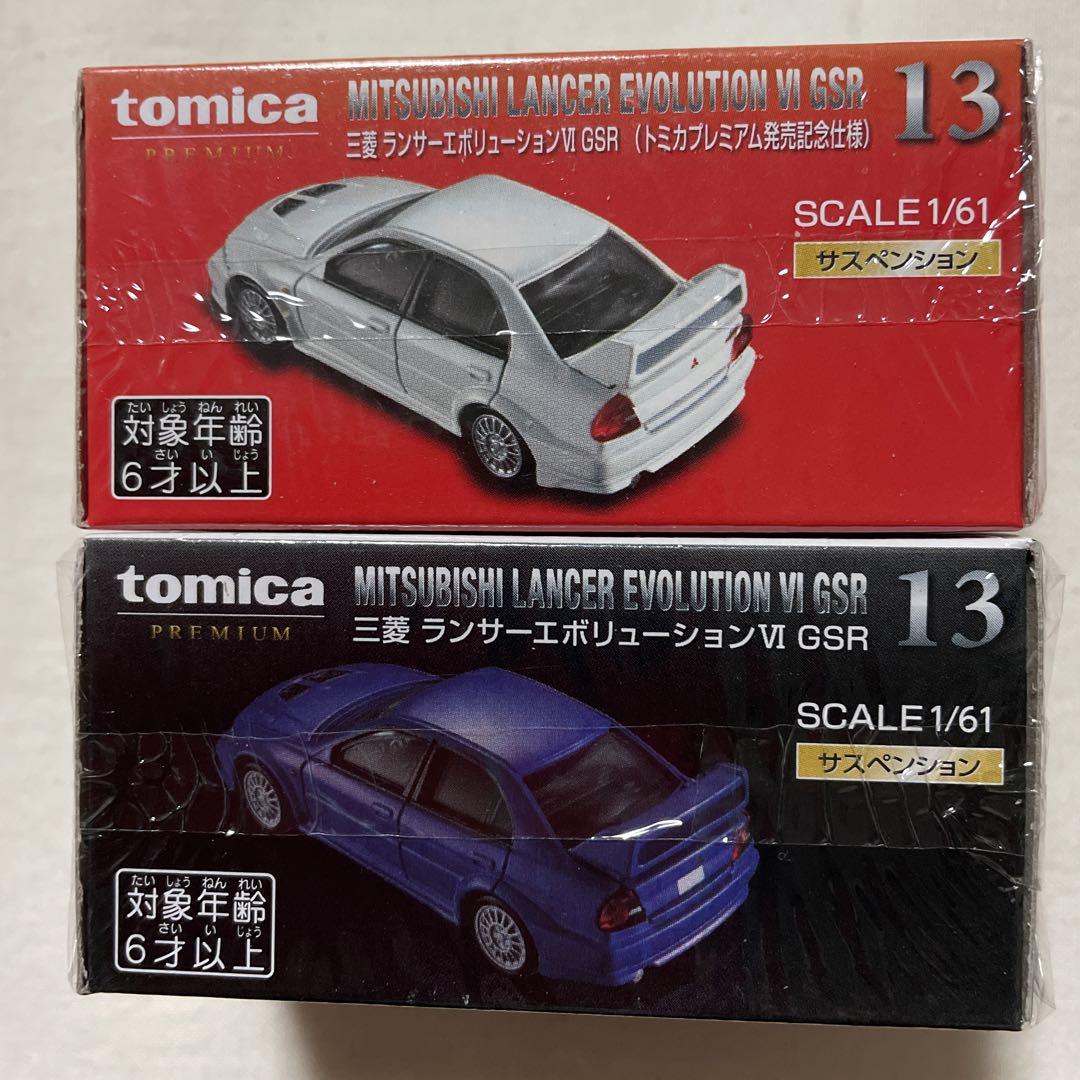 tomica
PREMIUM
MITSUBISHI LANCER EVOLUTION VI GSR
三菱 ランサーエボリューションⅥ GSR (トミカプレミアム発売記念仕様)
13
SCALE 1/61
サスペンション
たい しょう ねん れい
対象年齢
さい い じょう
6才以上
tomica
PREMIUM
MITSUBISHI LANCER EVOLUTION VI GSR
三菱 ランサーエボリューションⅥ GSR
13
SCALE 1/61
サスペンション
たい しょう ねん れい
対象年齢
さい い じょう
6才以上